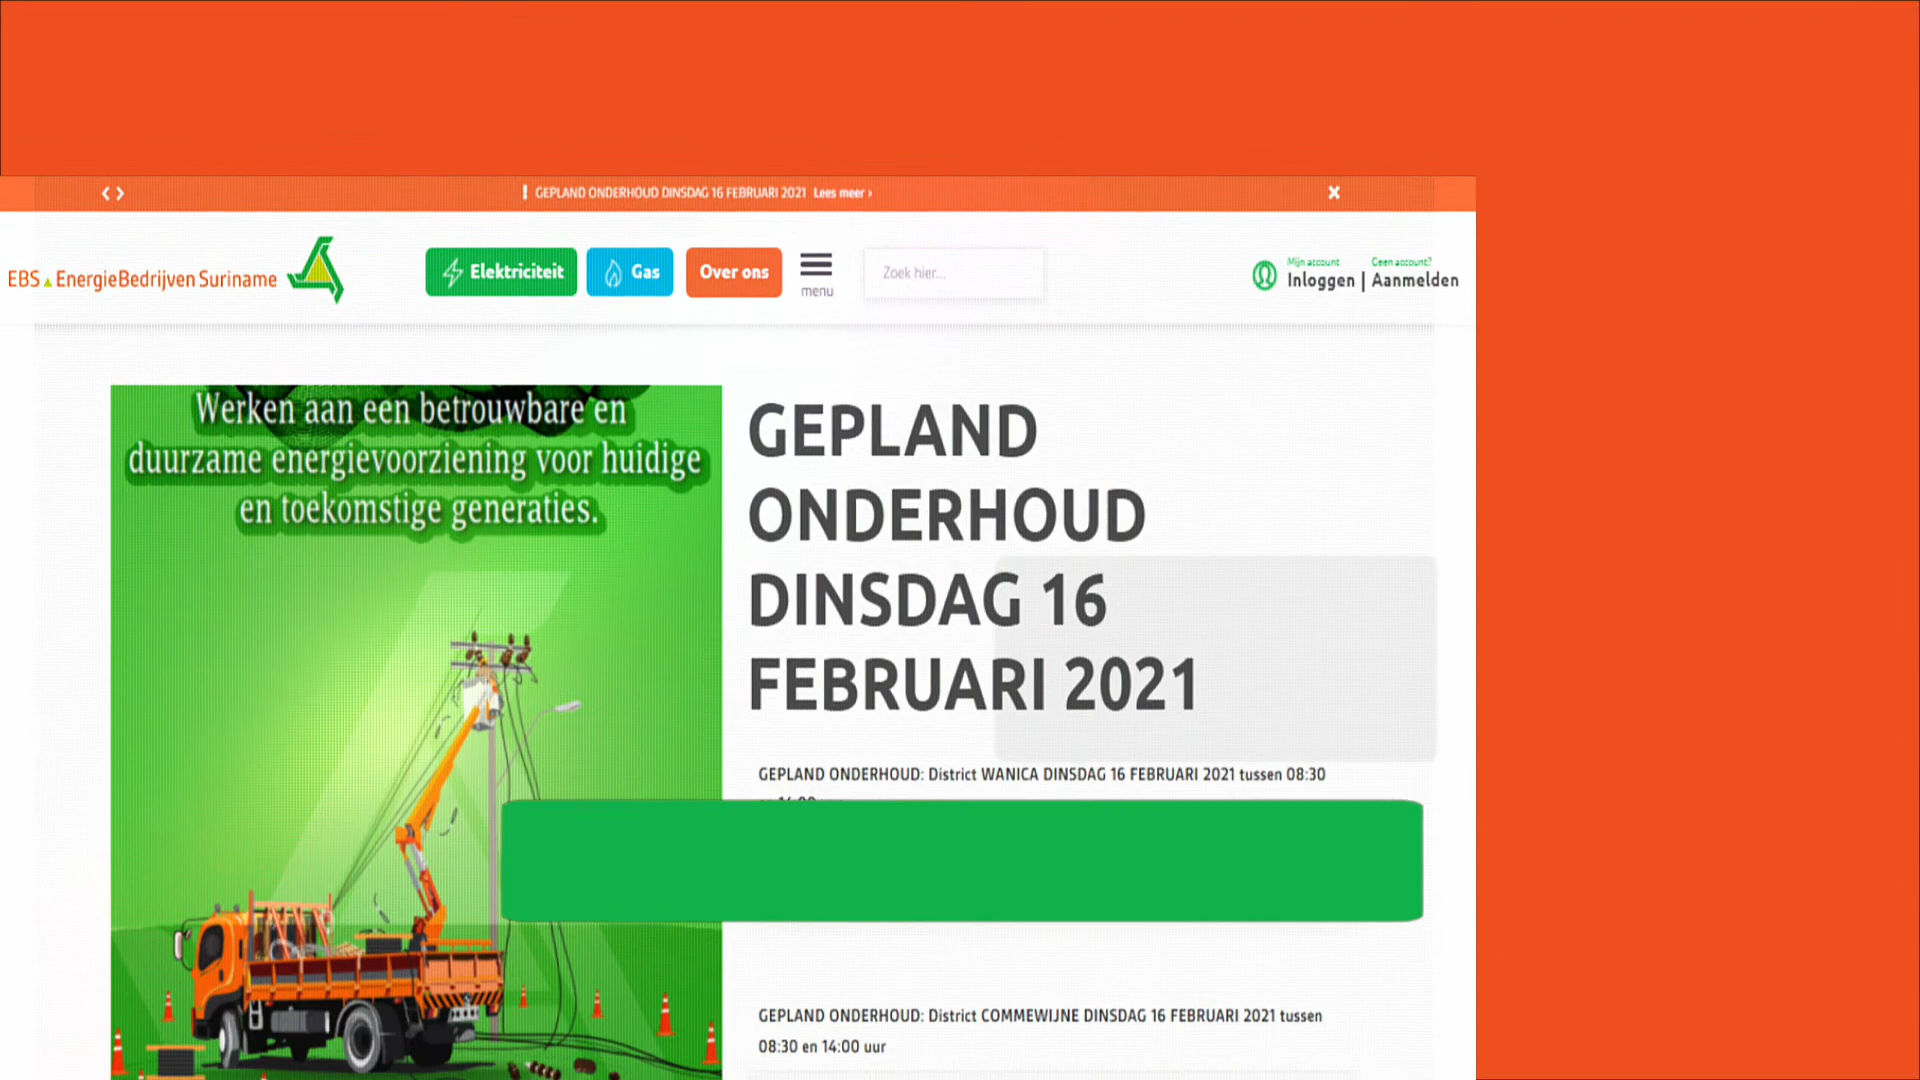 GEPLAND ONDERHOUD DINSDAG 16 FEBRUARI 2021 Lees meer ›
EBS EnergieBedrijven Suriname
Elektriciteit
Gas
Over ons
menu
Zoek hier...
Mijn account
Geen account?
Inloggen | Aanmelden
Werken aan een betrouwbare en
duurzame energievoorziening voor huidige
en toekomstige generaties.
GEPLAND
ONDERHOUD
DINSDAG 16
FEBRUARI 2021
GEPLAND ONDERHOUD: District WANICA DINSDAG 16 FEBRUARI 2021 tussen 08:30
GEPLAND ONDERHOUD: District COMMEWIJNE DINSDAG 16 FEBRUARI 2021 tussen
08:30 en 14:00 uur